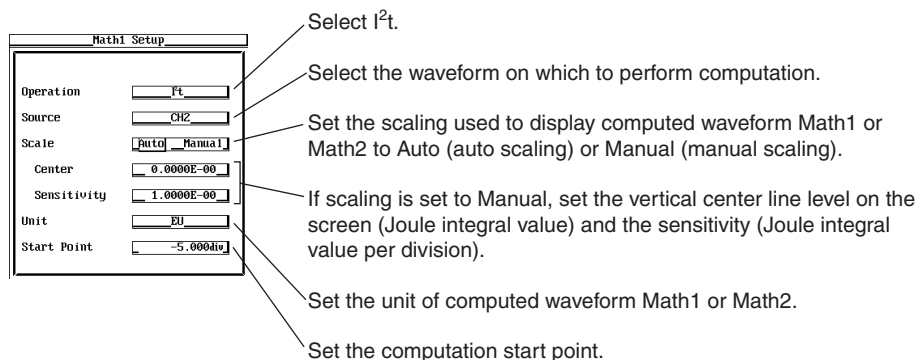 Math1 Setup
Operation I²t
Source CH2
Scale Auto Manual
Center 0.0000E-00
Sensitivity 1.0000E-00
Unit EU
Start Point -5.000div
Select I²t.
Select the waveform on which to perform computation.
Set the scaling used to display computed waveform Math1 or
Math2 to Auto (auto scaling) or Manual (manual scaling).
If scaling is set to Manual, set the vertical center line level on the
screen (Joule integral value) and the sensitivity (Joule integral
value per division).
Set the unit of computed waveform Math1 or Math2.
Set the computation start point.